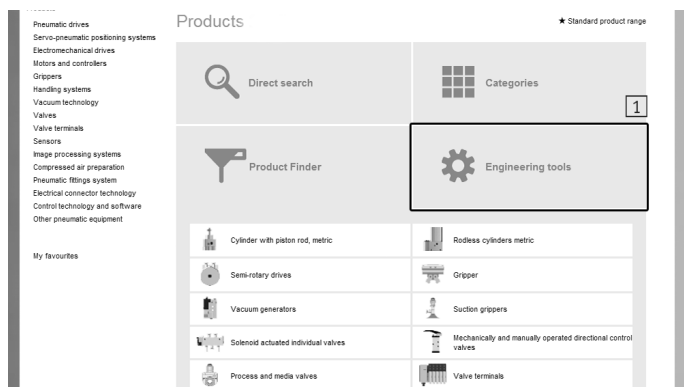 Products
★ Standard product range
Pneumatic drives
Servo-pneumatic positioning systems
Electromechanical drives
Motors and controllers
Grippers
Handling systems
Vacuum technology
Valves
Valve terminals
Sensors
Image processing systems
Compressed air preparation
Pneumatic fittings system
Electrical connector technology
Control technology and software
Other pneumatic equipment
My favourites
Direct search
Categories
1
Product Finder
Engineering tools
Cylinder with piston rod, metric
Rodless cylinders metric
Semi-rotary drives
Gripper
Vacuum generators
Suction grippers
Solenoid actuated individual valves
Mechanically and manually operated directional control
valves
Process and media valves
Valve terminals